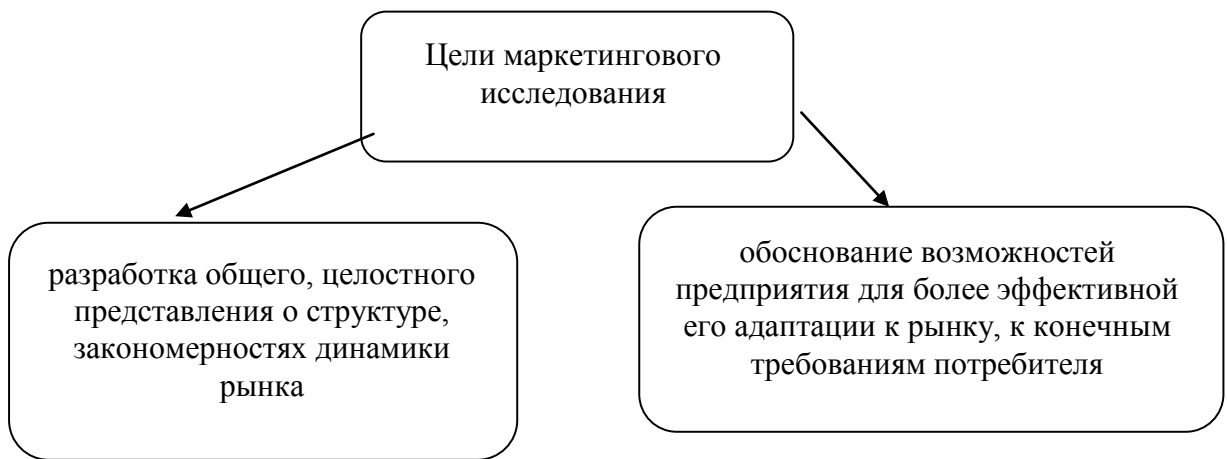 Цели маркетингового
исследования
разработка общего, целостного
представления о структуре,
закономерностях динамики
рынка
обоснование возможностей
предприятия для более эффективной
его адаптации к рынку, к конечным
требованиям потребителя